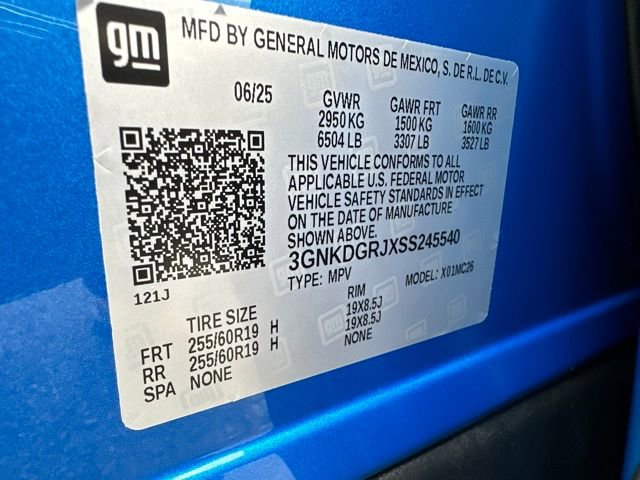 gm
MFD BY GENERAL MOTORS DE MEXICO, S. DE R.L. DE C.V.
06/25 GVWR GAWR FRT GAWR RR
2950 KG 1500 KG 1600 KG
6504 LB 3307 LB 3527 LB
THIS VEHICLE CONFORMS TO ALL
APPLICABLE U.S. FEDERAL MOTOR
VEHICLE SAFETY STANDARDS IN EFFECT
ON THE DATE OF MANUFACTURE
SHOWN ABOVE.
3GNKDGRJXSS245540
TYPE: MPV MODEL: X01MC26
121J
TIRE SIZE RIM
FRT 255/60R19 H 19X8.5J
RR 255/60R19 H 19X8.5J
SPA NONE NONE